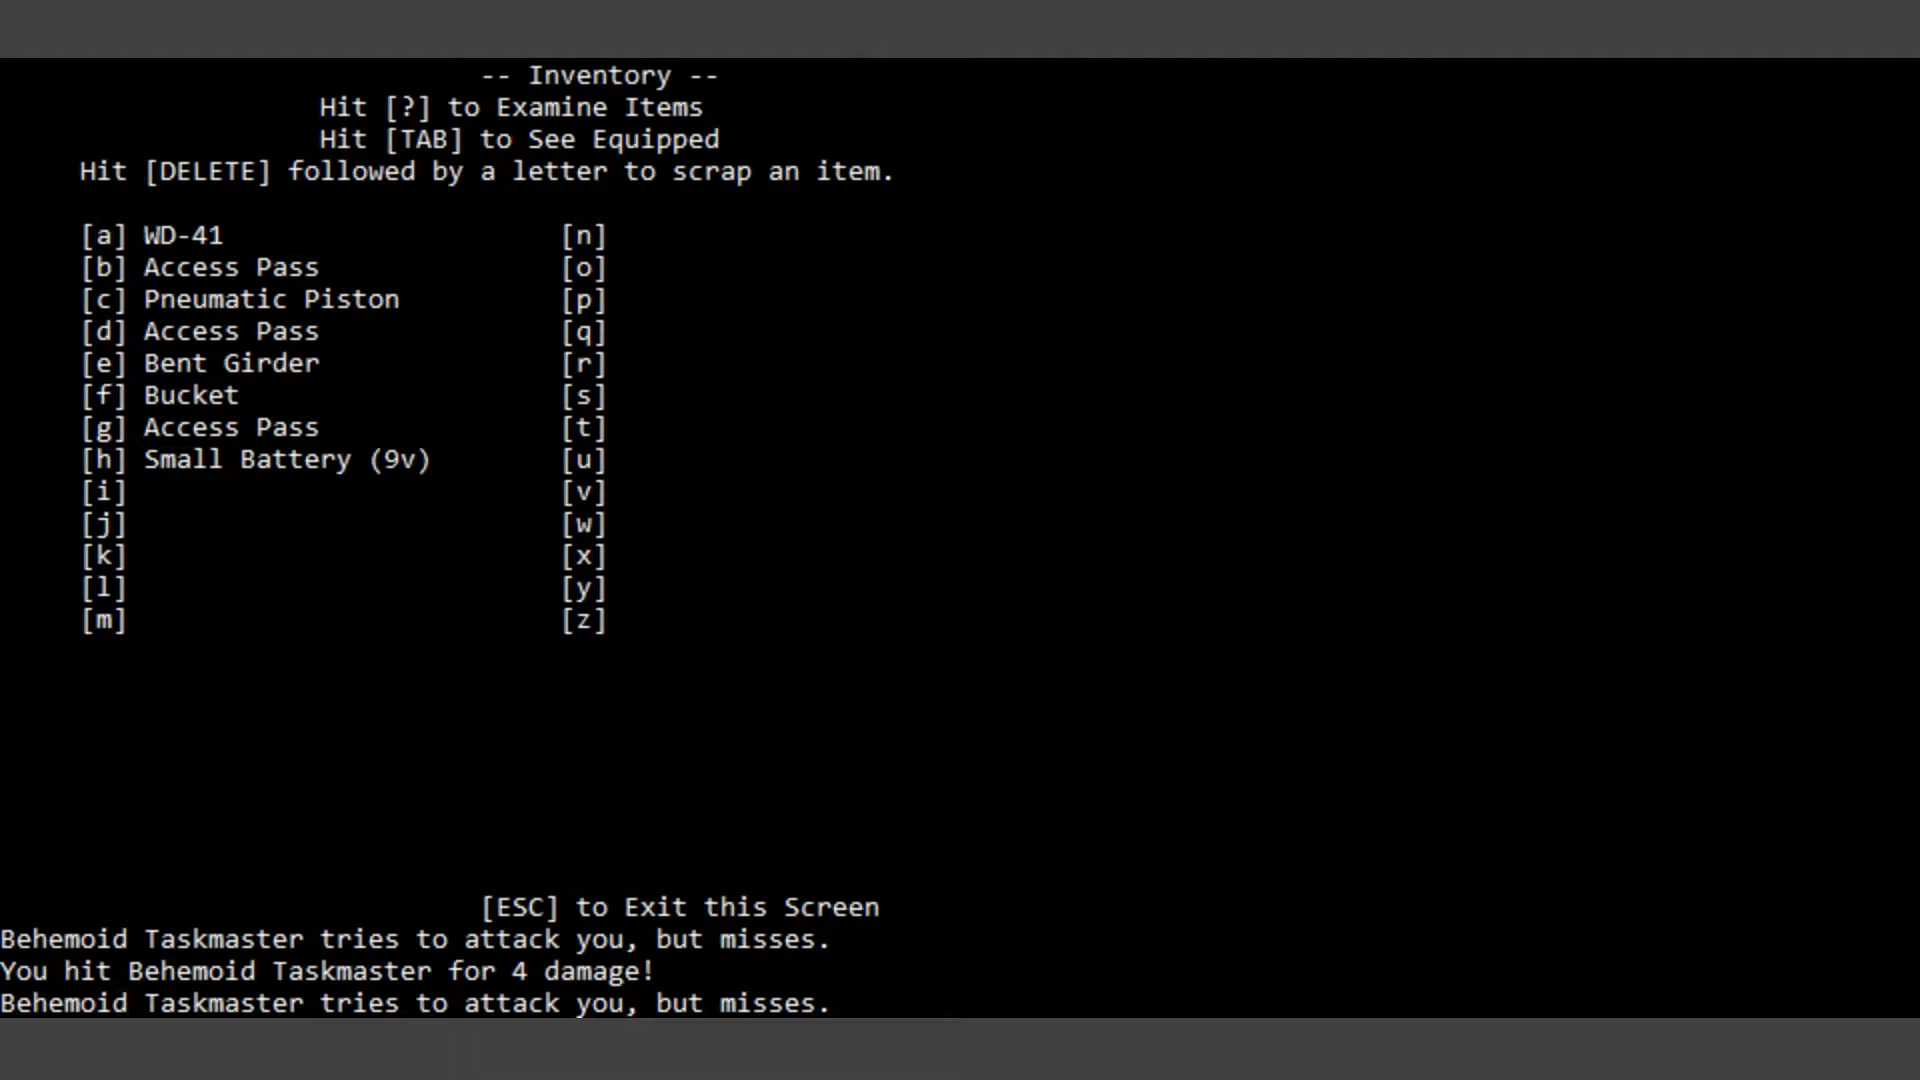 -- Inventory --
Hit [?] to Examine Items
Hit [TAB] to See Equipped
Hit [DELETE] followed by a letter to scrap an item.
[a] WD-41 [n]
[b] Access Pass [o]
[c] Pneumatic Piston [p]
[d] Access Pass [q]
[e] Bent Girder [r]
[f] Bucket [s]
[g] Access Pass [t]
[h] Small Battery (9v) [u]
[i] [v]
[j] [w]
[k] [x]
[l] [y]
[m] [z]
[ESC] to Exit this Screen
Behemoid Taskmaster tries to attack you, but misses.
You hit Behemoid Taskmaster for 4 damage!
Behemoid Taskmaster tries to attack you, but misses.